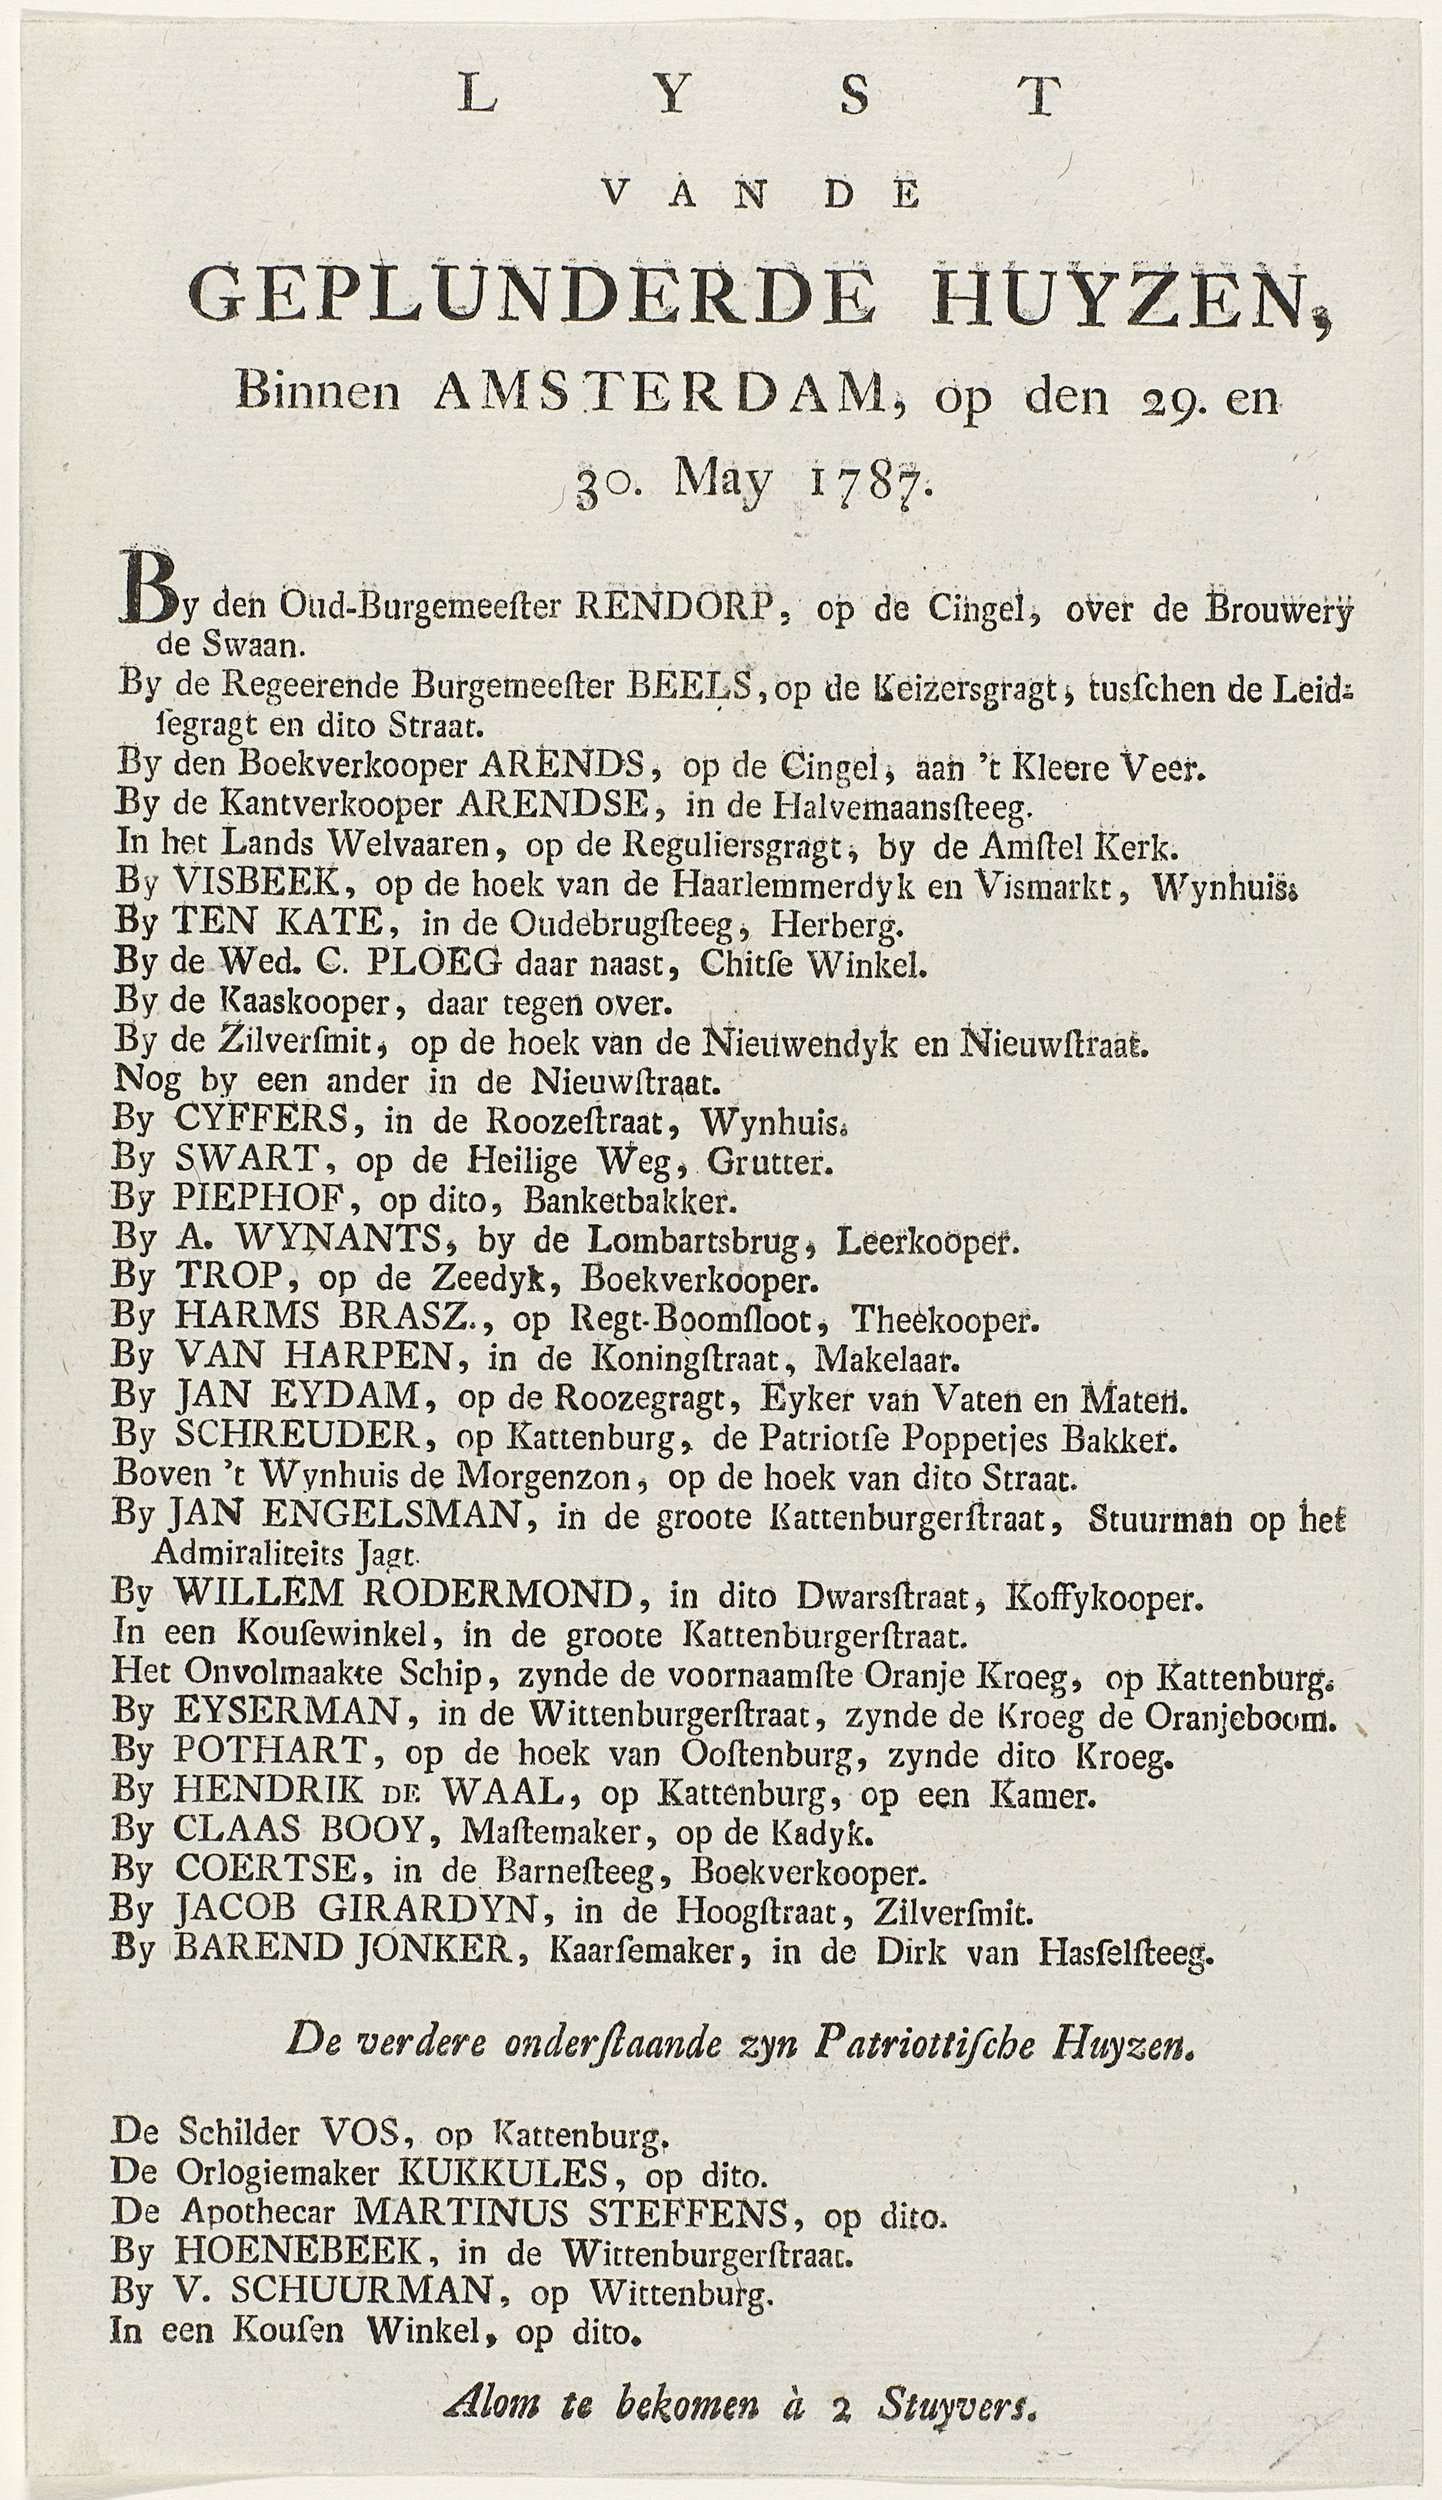 LYST
VAN DE
GEPLUNDERDE HUYZEN,
Binnen AMSTERDAM, op den 29. en
30. May 1787.
By den Oud-Burgemeeſter RENDORP, op de Cingel, over de Brouwery
de Swaan.
By de Regeerende Burgemeeſter BEELS, op de Keizersgragt, tusſchen de Leid-
ſegragt en dito Straat.
By den Boekverkooper ARENDS, op de Cingel, aan 't Kleere Veer.
By de Kantverkooper ARENDSE, in de Halvemaansſteeg.
In het Lands Welvaaren, op de Reguliersgragt, by de Amſtel Kerk.
By VISBEEK, op de hoek van de Haarlemmerdyk en Vismarkt, Wynhuis.
By TEN KATE, in de Oudebrugſteeg, Herberg.
By de Wed. C. PLOEG daar naast, Chitſe Winkel.
By de Kaaskooper, daar tegen over.
By de Zilverſmit, op de hoek van de Nieuwendyk en Nieuwſtraat.
Nog by een ander in de Nieuwſtraat.
By CYFFERS, in de Roozeſtraat, Wynhuis.
By SWART, op de Heilige Weg, Grutter.
By PIEPHOF, op dito, Banketbakker.
By A. WYNANTS, by de Lombartsbrug, Leerkooper.
By TROP, op de Zeedyk, Boekverkooper.
By HARMS BRASZ., op Regt-Boomſloot, Theekooper.
By VAN HARPEN, in de Koningſtraat, Makelaar.
By JAN EYDAM, op de Roozegragt, Eyker van Vaten en Maten.
By SCHREUDER, op Kattenburg, de Patriotſe Poppetjes Bakker.
Boven 't Wynhuis de Morgenzon, op de hoek van dito Straat.
By JAN ENGELSMAN, in de groote Kattenburgerſtraat, Stuurman op het
Admiraliteits Jagt.
By WILLEM RODERMOND, in dito Dwarsſtraat, Koffykooper.
In een Kouſewinkel, in de groote Kattenburgerſtraat.
Het Onvolmaakte Schip, zynde de voornaamſte Oranje Kroeg, op Kattenburg.
By EYSERMAN, in de Wittenburgerſtraat, zynde de Kroeg de Oranjeboom.
By POTHART, op de hoek van Ooſtenburg, zynde dito Kroeg.
By HENDRIK DE WAAL, op Kattenburg, op een Kamer.
By CLAAS BOOY, Maſtemaker, op de Kadyk.
By COERTSE, in de Barneſteeg, Boekverkooper.
By JACOB GIRARDYN, in de Hoogſtraat, Zilverſmit.
By BAREND JONKER, Kaarſemaker, in de Dirk van Hasſelſteeg.
De verdere onderſtaande zyn Patriottiſche Huyzen.
De Schilder VOS, op Kattenburg.
De Orlogiemaker KUKKULES, op dito.
De Apothecar MARTINUS STEFFENS, op dito.
By HOENEBEEK, in de Wittenburgerſtraat.
By V. SCHUURMAN, op Wittenburg.
In een Kouſen Winkel, op dito.
Alom te bekomen à 2 Stuyvers.